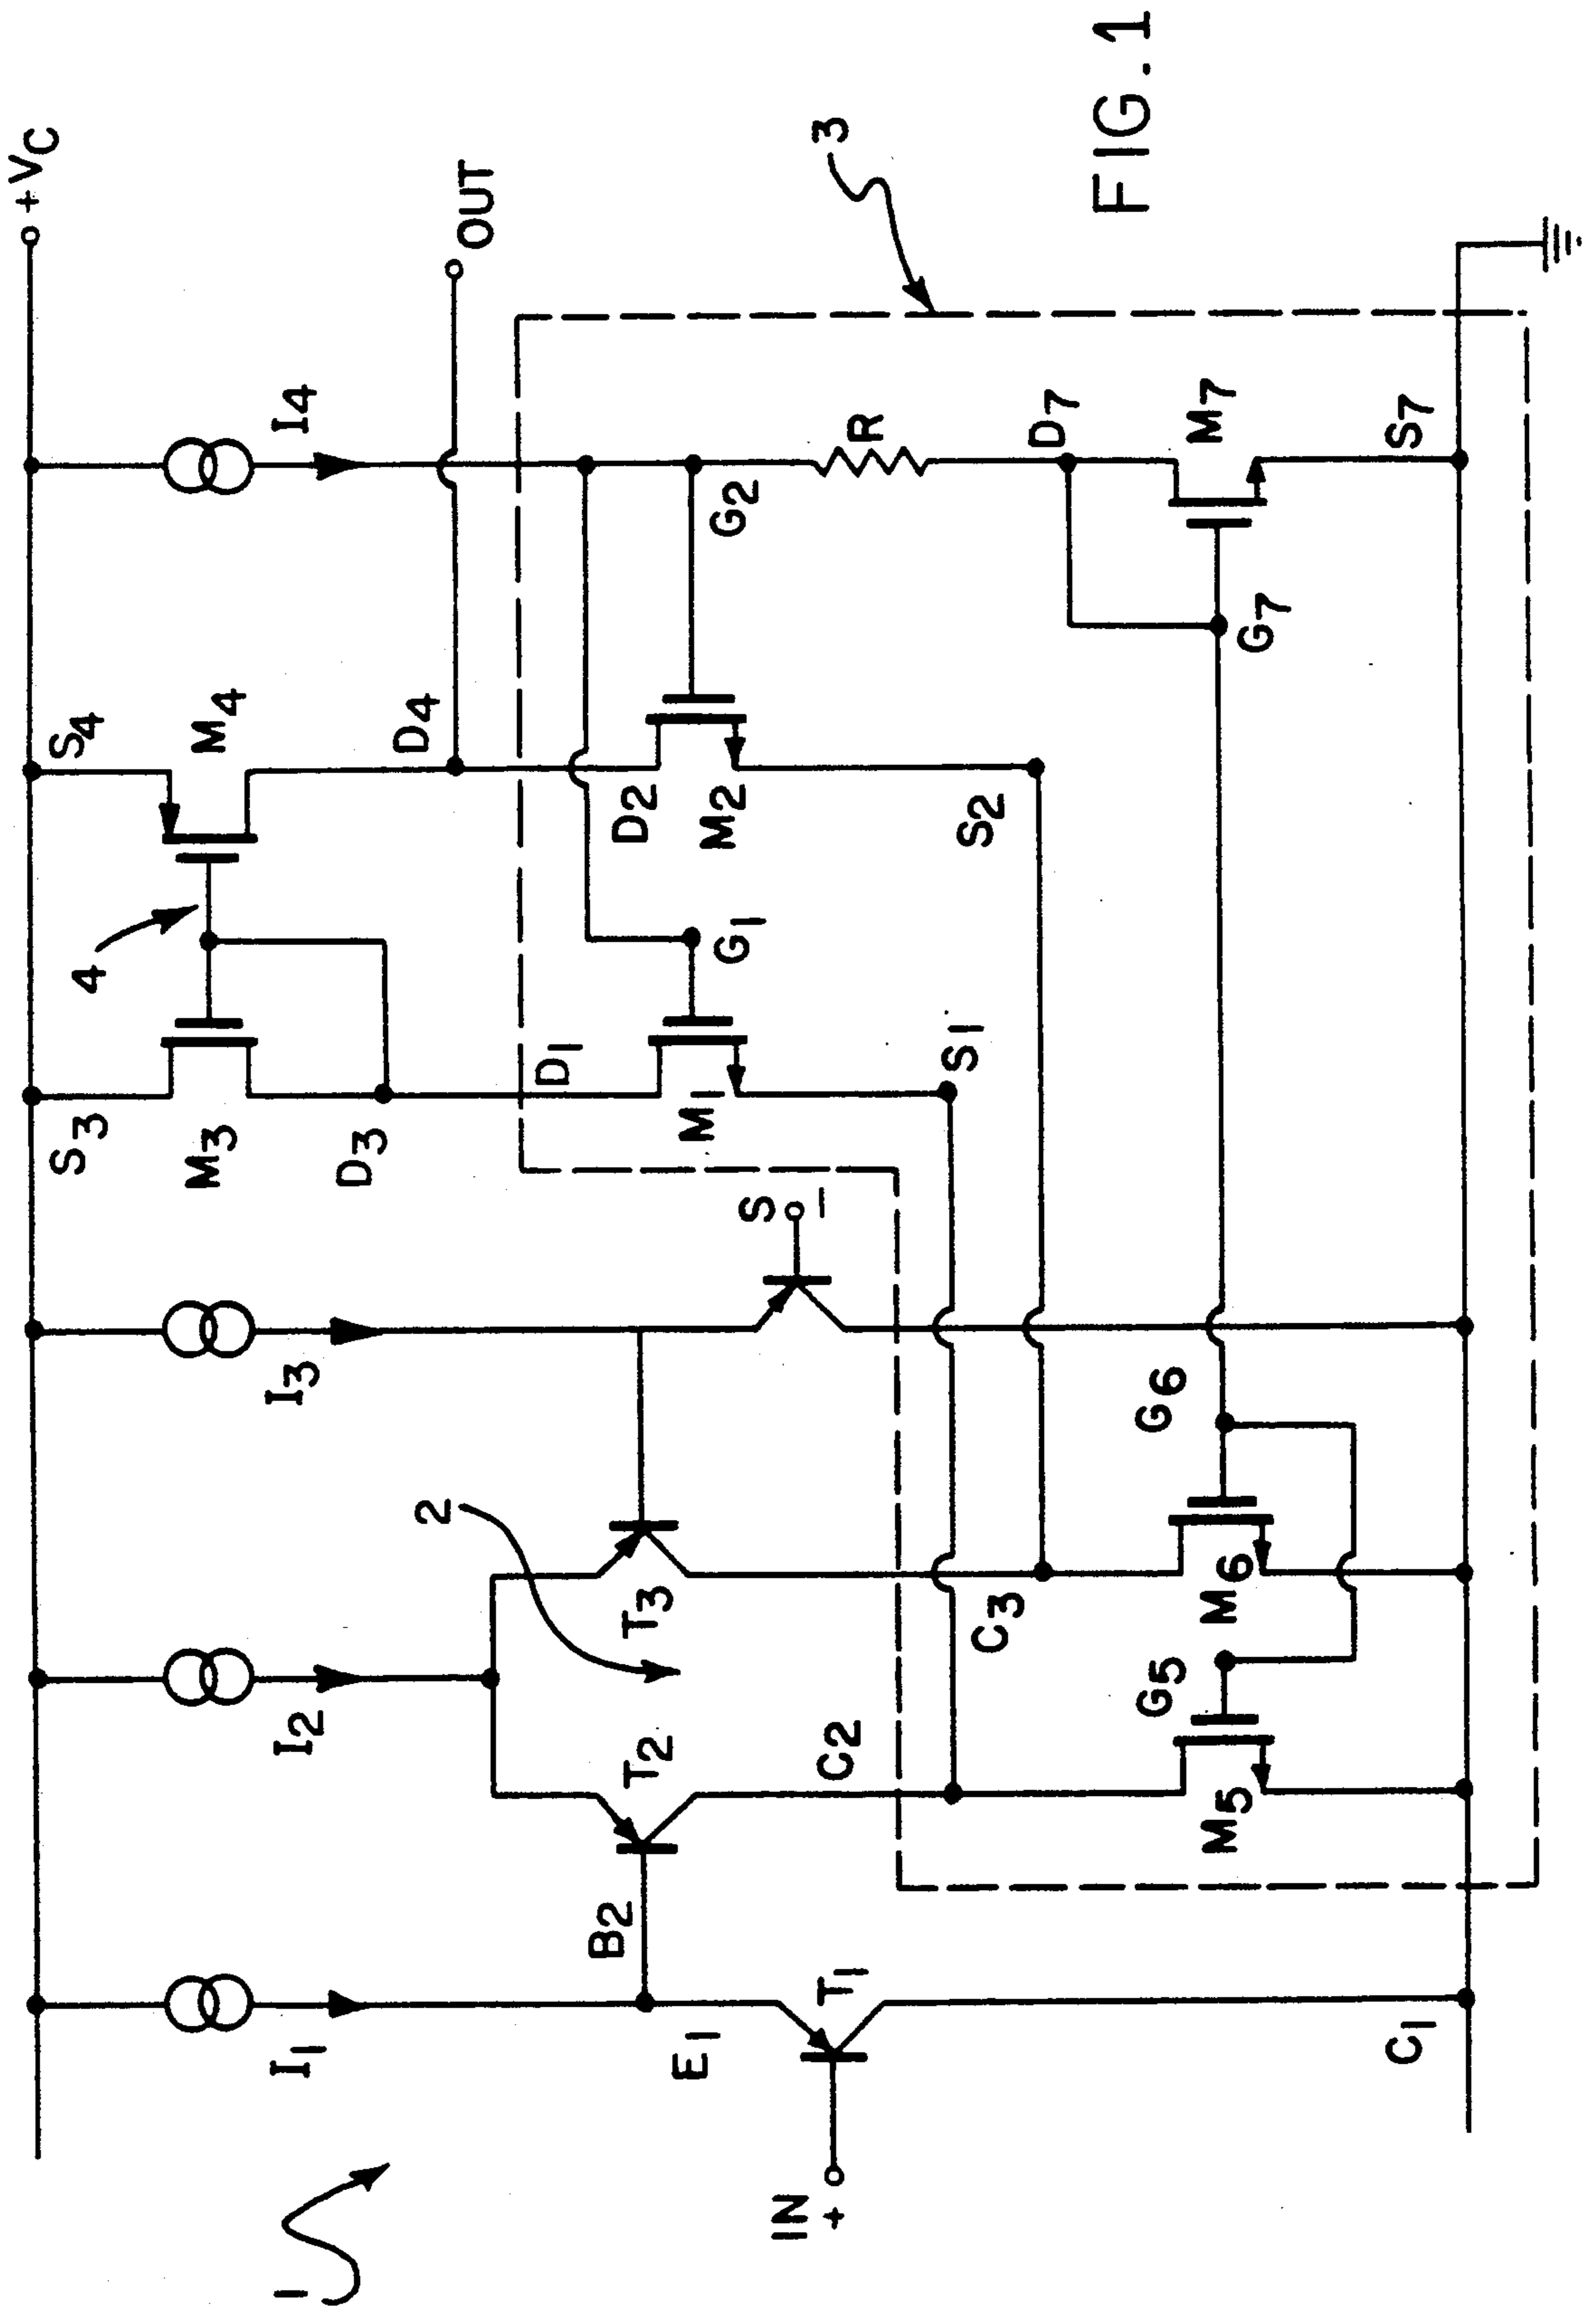 +VC
S3
S4
4
M3
M4
I1
I2
I3
I4
1
D3
D4
OUT
2
D1
D2
B2
T2
T3
M1
M2
G1
G2
E1
S
−
IN
+
T1
C2
R
3
C3
S1
S2
D7
G5
G6
M5
M6
G7
M7
C1
S7
FIG. 1